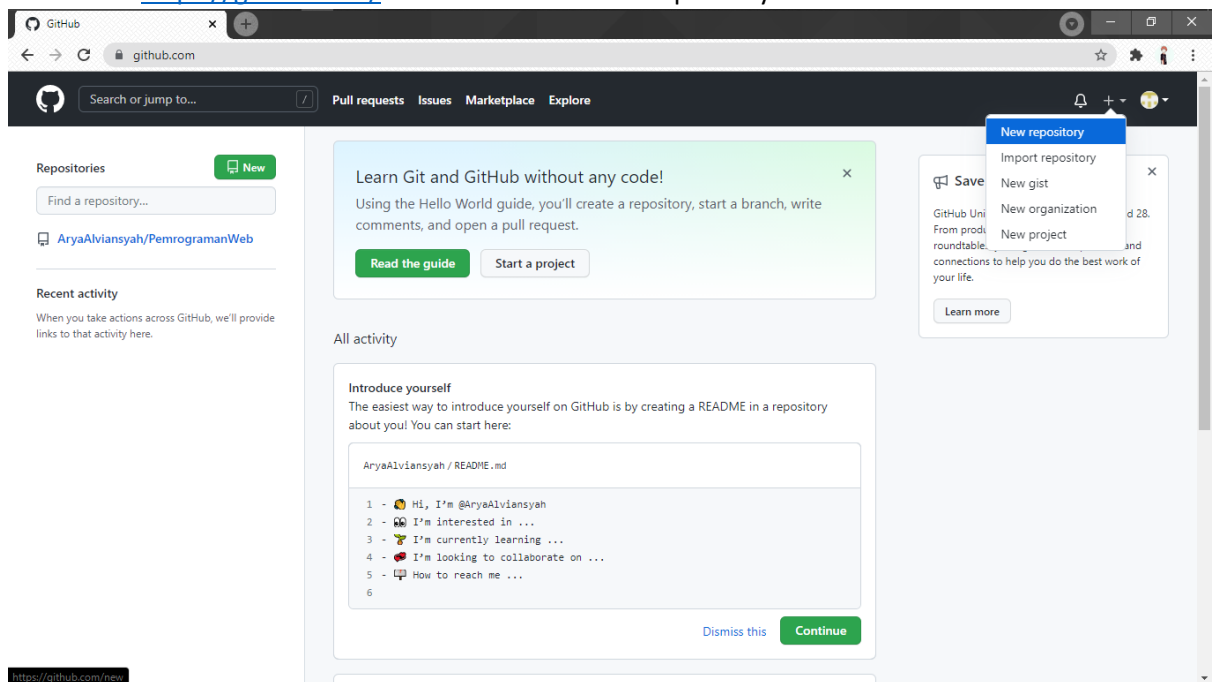 GitHub
github.com
Search or jump to... / Pull requests Issues Marketplace Explore
New repository
Import repository
New gist
New organization
New project
Repositories New
Find a repository...
AryaAlviansyah/PemrogramanWeb
Recent activity
When you take actions across GitHub, we'll provide
links to that activity here.
Learn Git and GitHub without any code!
Using the Hello World guide, you'll create a repository, start a branch, write
comments, and open a pull request.
Read the guide Start a project
All activity
Introduce yourself
The easiest way to introduce yourself on GitHub is by creating a README in a repository
about you! You can start here:
AryaAlviansyah / README.md
1 - 👋 Hi, I'm @AryaAlviansyah
2 - 👀 I'm interested in ...
3 - 🌱 I'm currently learning ...
4 - 💞️ I'm looking to collaborate on ...
5 - 📫 How to reach me ...
6
Dismiss this Continue
Save
GitHub Uni d 28.
From produ
roundtable and
connections to help you do the best work of
your life.
Learn more
https://github.com/new